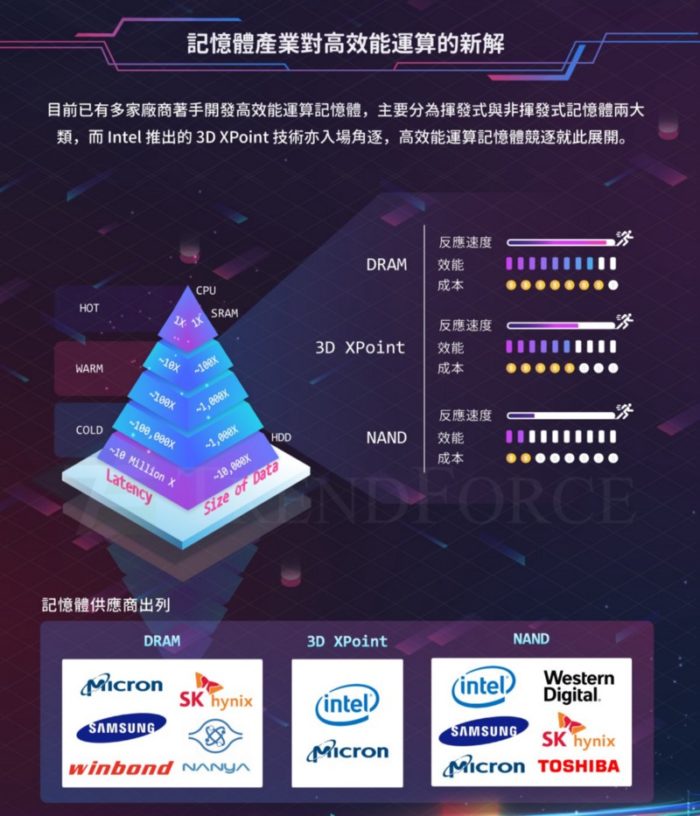 記憶體產業對高效能運算的新解
目前已有多家廠商著手開發高效能運算記憶體，主要分為揮發式與非揮發式記憶體兩大
類，而 Intel 推出的 3D XPoint 技術亦入場角逐，高效能運算記憶體競逐就此展開。
HOT
WARM
COLD
CPU
SRAM
HDD
1X 1X
~10X ~100X
~100X ~1,000X
~100,000X ~1,000X
~10 Million X ~10,000X
Latency Size of Data
DRAM
反應速度
效能
成本
3D XPoint
反應速度
效能
成本
NAND
反應速度
效能
成本
TRENDFORCE
記憶體供應商出列
DRAM
Micron
SK hynix
SAMSUNG
winbond
NANYA
3D XPoint
intel
Micron
NAND
intel
Western
Digital.
SAMSUNG
SK hynix
Micron
TOSHIBA